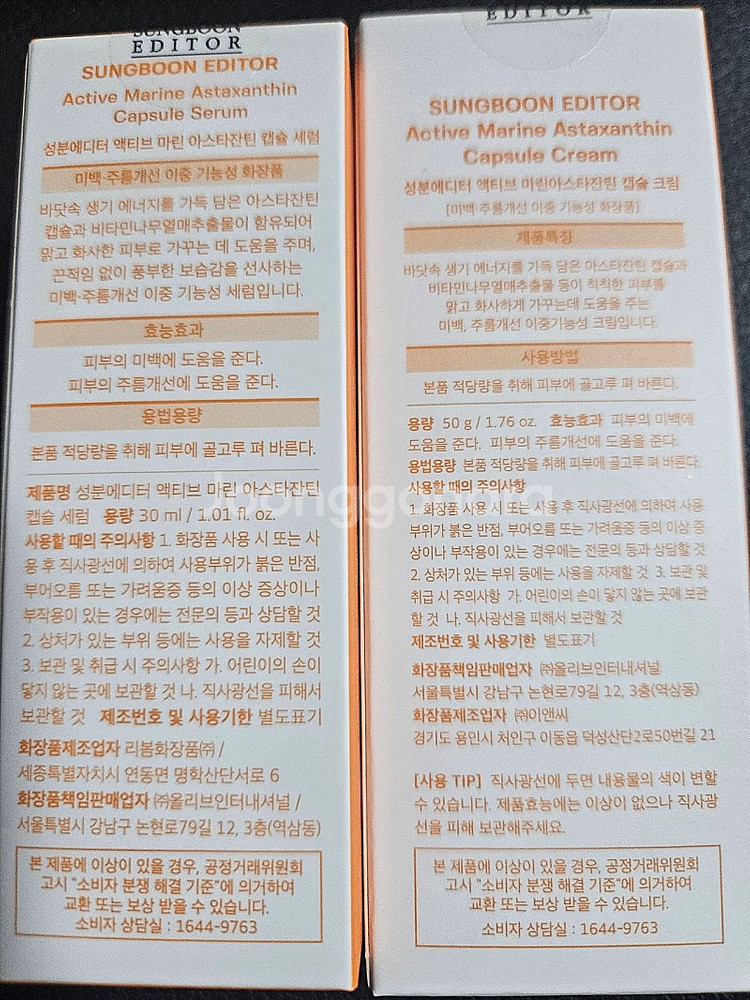 SUNGBOON
EDITOR
SUNGBOON EDITOR
Active Marine Astaxanthin
Capsule Serum
성분에디터 액티브 마린 아스타잔틴 캡슐 세럼
미백·주름개선 이중 기능성 화장품
바닷속 생기 에너지를 가득 담은 아스타잔틴
캡슐과 비타민나무열매추출물이 함유되어
맑고 화사한 피부로 가꾸는 데 도움을 주며,
끈적임 없이 풍부한 보습감을 선사하는
미백·주름개선 이중 기능성 세럼입니다.
효능효과
피부의 미백에 도움을 준다.
피부의 주름개선에 도움을 준다.
용법용량
본품 적당량을 취해 피부에 골고루 펴 바른다.
제품명 성분에디터 액티브 마린 아스타잔틴
캡슐 세럼 용량 30 ml / 1.01 fl. oz.
사용할 때의 주의사항 1. 화장품 사용 시 또는 사
용 후 직사광선에 의하여 사용부위가 붉은 반점,
부어오름 또는 가려움증 등의 이상 증상이나
부작용이 있는 경우에는 전문의 등과 상담할 것
2. 상처가 있는 부위 등에는 사용을 자제할 것
3. 보관 및 취급 시 주의사항 가. 어린이의 손이
닿지 않는 곳에 보관할 것 나. 직사광선을 피해서
보관할 것 제조번호 및 사용기한 별도표기
화장품제조업자 리봄화장품㈜ /
세종특별자치시 연동면 명학산단서로 6
화장품책임판매업자 ㈜올리브인터내셔널 /
서울특별시 강남구 논현로79길 12, 3층(역삼동)
본 제품에 이상이 있을 경우, 공정거래위원회
고시 "소비자 분쟁 해결 기준"에 의거하여
교환 또는 보상 받을 수 있습니다.
소비자 상담실 : 1644-9763
EDITOR
SUNGBOON EDITOR
Active Marine Astaxanthin
Capsule Cream
성분에디터 액티브 마린아스타잔틴 캡슐 크림
[미백·주름개선 이중 기능성 화장품]
제품특징
바닷속 생기 에너지를 가득 담은 아스타잔틴 캡슐과
비타민나무열매추출물 등이 칙칙한 피부를
맑고 화사하게 가꾸는데 도움을 주는
미백, 주름개선 이중기능성 크림입니다.
사용방법
본품 적당량을 취해 피부에 골고루 펴 바른다.
용량 50 g / 1.76 oz. 효능효과 피부의 미백에
도움을 준다. 피부의 주름개선에 도움을 준다.
용법용량 본품 적당량을 취해 피부에 골고루 펴 바른다.
사용할 때의 주의사항
1. 화장품 사용 시 또는 사용 후 직사광선에 의하여 사용
부위가 붉은 반점, 부어오름 또는 가려움증 등의 이상 증
상이나 부작용이 있는 경우에는 전문의 등과 상담할 것
2. 상처가 있는 부위 등에는 사용을 자제할 것 3. 보관 및
취급 시 주의사항 가. 어린이의 손이 닿지 않는 곳에 보관
할 것 나. 직사광선을 피해서 보관할 것
제조번호 및 사용기한 별도표기
화장품책임판매업자 ㈜올리브인터내셔널
서울특별시 강남구 논현로79길 12, 3층(역삼동)
화장품제조업자 ㈜이앤씨
경기도 용인시 처인구 이동읍 덕성산단2로50번길 21
[사용 TIP] 직사광선에 두면 내용물의 색이 변할
수 있습니다. 제품효능에는 이상이 없으나 직사광
선을 피해 보관해주세요.
본 제품에 이상이 있을 경우, 공정거래위원회
고시 "소비자 분쟁 해결 기준"에 의거하여
교환 또는 보상 받을 수 있습니다.
소비자 상담실 : 1644-9763
Joonggonara